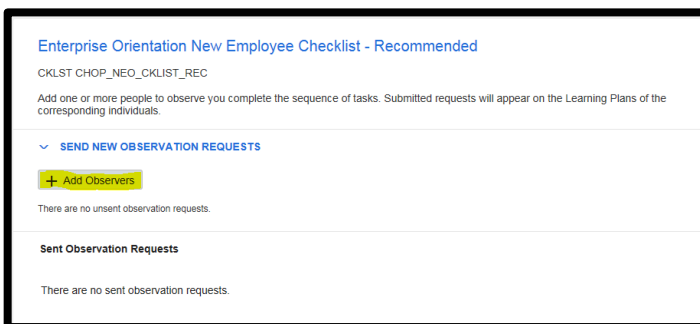 Enterprise Orientation New Employee Checklist - Recommended
CKLST CHOP_NEO_CKLIST_REC
Add one or more people to observe you complete the sequence of tasks. Submitted requests will appear on the Learning Plans of the
corresponding individuals.
SEND NEW OBSERVATION REQUESTS
+ Add Observers
There are no unsent observation requests.
Sent Observation Requests
There are no sent observation requests.